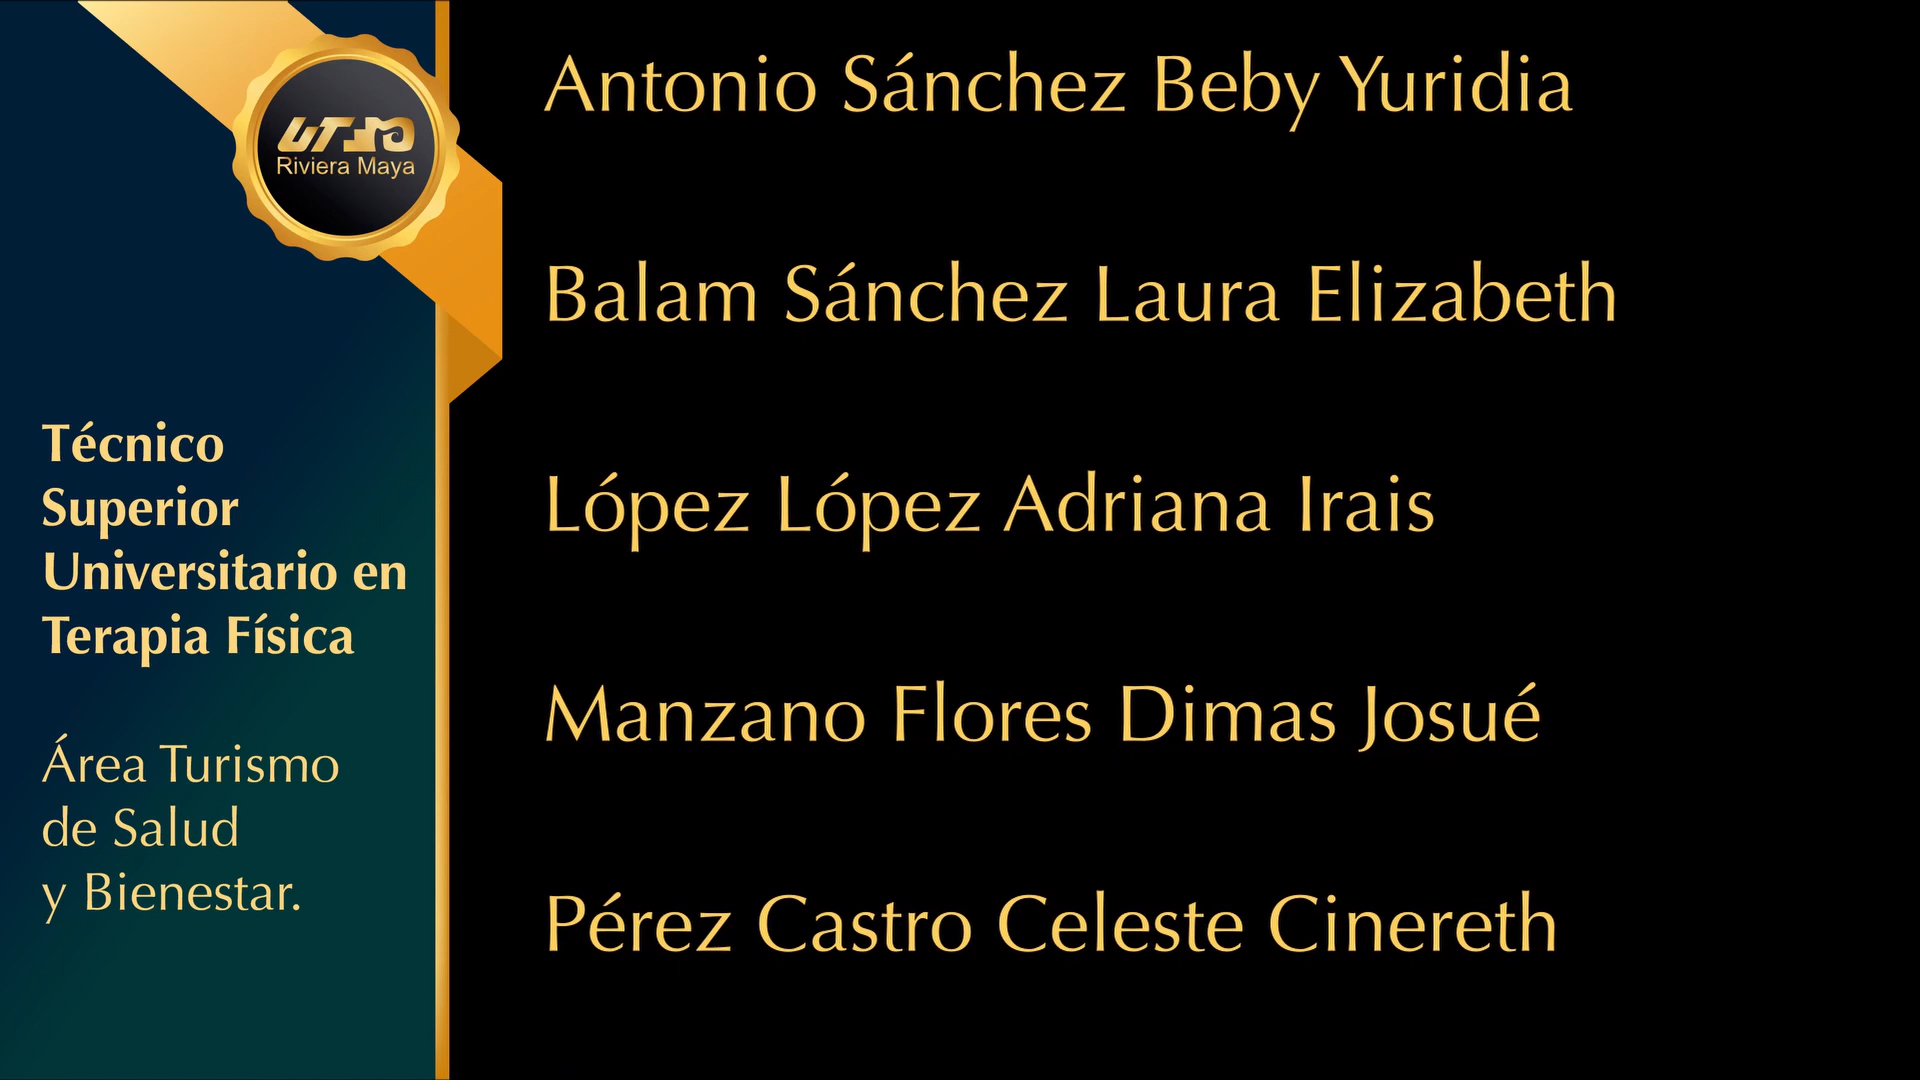 UT
Riviera Maya
Técnico
Superior
Universitario en
Terapia Física
Área Turismo
de Salud
y Bienestar.
Antonio Sánchez Beby Yuridia
Balam Sánchez Laura Elizabeth
López López Adriana Irais
Manzano Flores Dimas Josué
Pérez Castro Celeste Cinereth